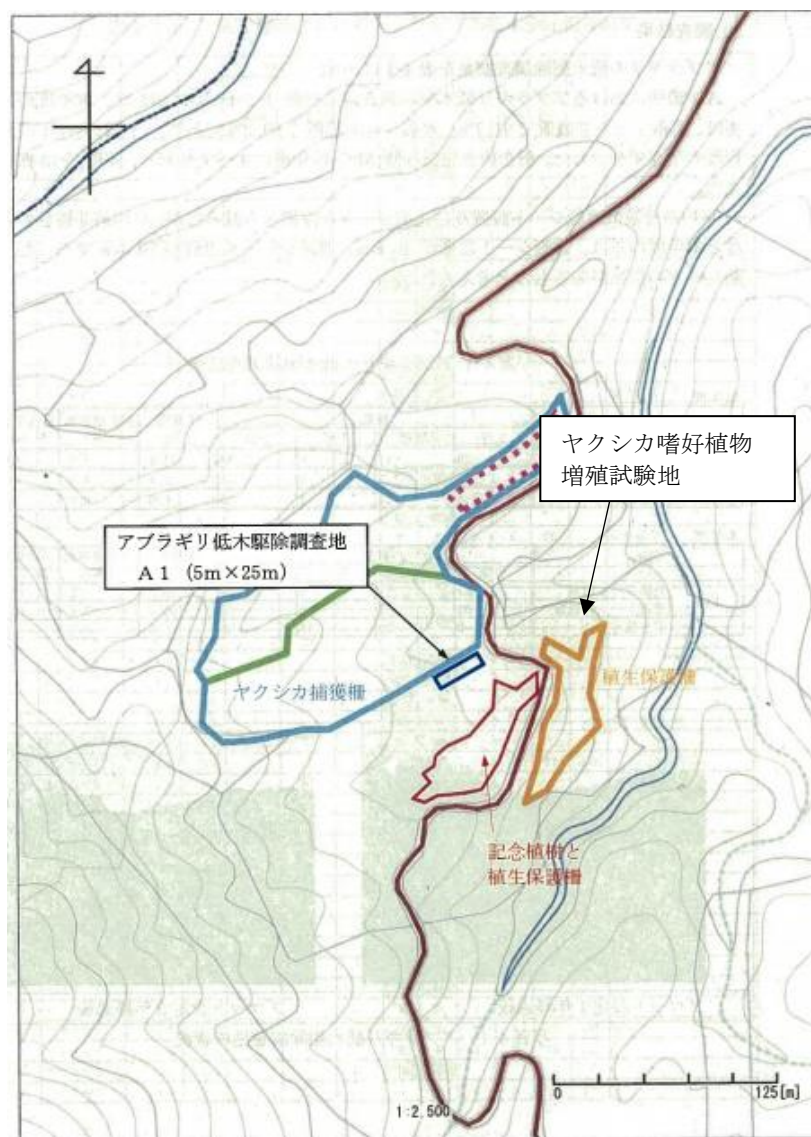 ヤクシカ嗜好植物
増殖試験地
アブラギリ低木駆除調査地
A1 (5m×25m)
ヤクシカ捕獲柵
植生保護柵
記念植樹と
植生保護柵
0 125[m]
1:2,500